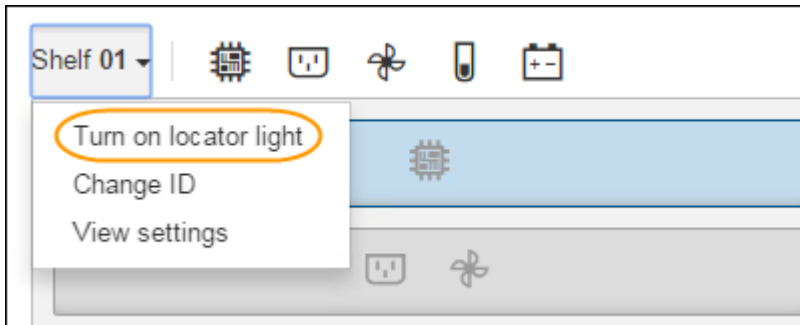 Shelf 01
Turn on locator light
Change ID
View settings